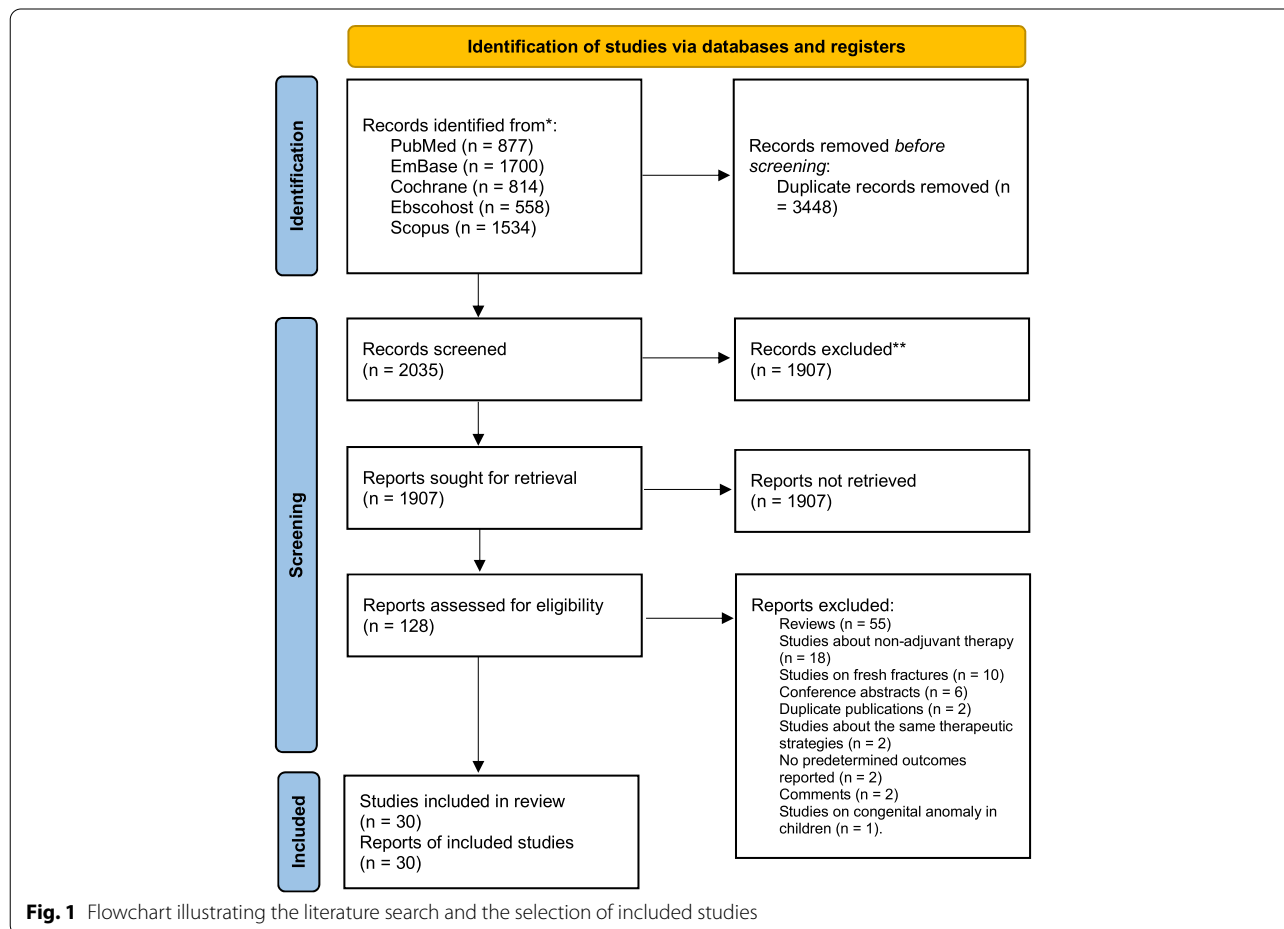 Identification of studies via databases and registers
Identification
Records identified from*:
PubMed (n = 877)
EmBase (n = 1700)
Cochrane (n = 814)
Ebscohost (n = 558)
Scopus (n = 1534)
Records removed before
screening:
Duplicate records removed (n
= 3448)
Screening
Records screened
(n = 2035)
Records excluded**
(n = 1907)
Reports sought for retrieval
(n = 1907)
Reports not retrieved
(n = 1907)
Reports assessed for eligibility
(n = 128)
Reports excluded:
Reviews (n = 55)
Studies about non-adjuvant therapy
(n = 18)
Studies on fresh fractures (n = 10)
Conference abstracts (n = 6)
Duplicate publications (n = 2)
Studies about the same therapeutic
strategies (n = 2)
No predetermined outcomes
reported (n = 2)
Comments (n = 2)
Studies on congenital anomaly in
children (n = 1).
Included
Studies included in review
(n = 30)
Reports of included studies
(n = 30)
Fig. 1 Flowchart illustrating the literature search and the selection of included studies